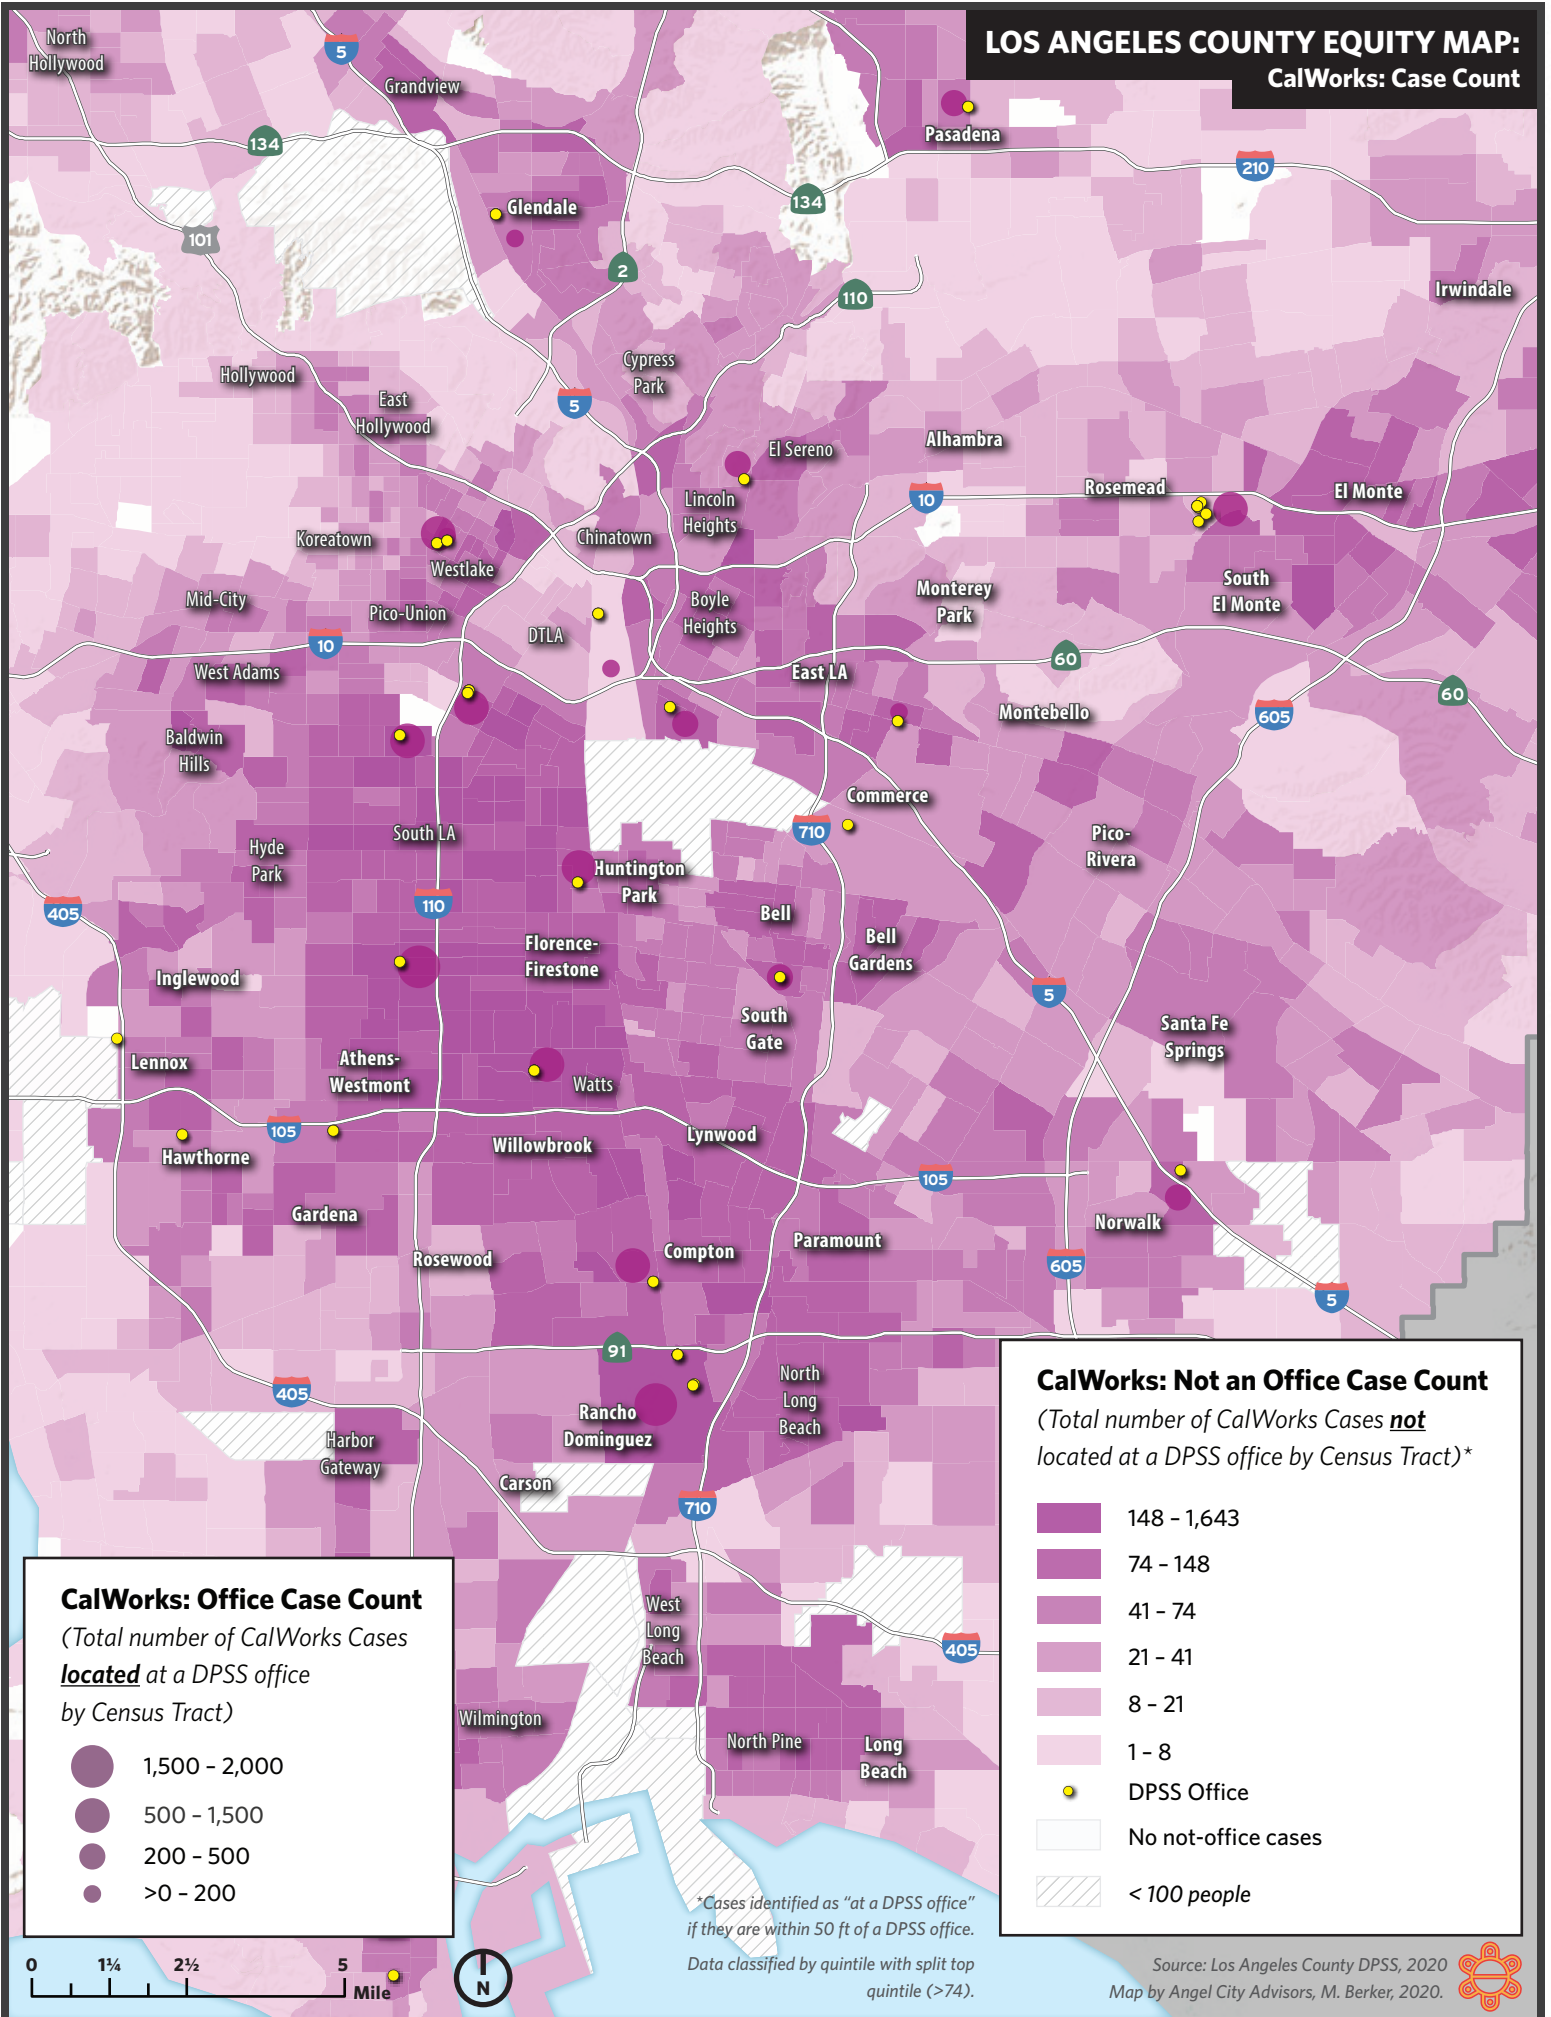 LOS ANGELES COUNTY EQUITY MAP:
CalWorks: Case Count
North
Hollywood
5
Grandview
Pasadena
134
210
134
Glendale
101
2
110
Irwindale
Cypress
Park
Hollywood
East
Hollywood
5
El Sereno
Alhambra
Rosemead
El Monte
10
Lincoln
Heights
Koreatown
Chinatown
Westlake
South
El Monte
Monterey
Park
Mid-City
Pico-Union
Boyle
Heights
DTLA
10
60
West Adams
East LA
60
Montebello
605
Baldwin
Hills
Commerce
710
South LA
Pico-
Rivera
Hyde
Park
Huntington
Park
405
110
Bell
Florence-
Firestone
Bell
Gardens
Inglewood
5
South
Gate
Santa Fe
Springs
Lennox
Athens-
Westmont
Watts
105
Willowbrook
Lynwood
Hawthorne
105
Gardena
Norwalk
Rosewood
Compton
Paramount
605
5
91
North
Long
Beach
405
Rancho
Dominguez
Harbor
Gateway
Carson
710
West
Long
Beach
405
Wilmington
North Pine
Long
Beach
CalWorks: Not an Office Case Count
(Total number of CalWorks Cases not
located at a DPSS office by Census Tract)*
148 – 1,643
74 – 148
41 – 74
21 – 41
8 – 21
1 – 8
DPSS Office
No not-office cases
< 100 people
CalWorks: Office Case Count
(Total number of CalWorks Cases
located at a DPSS office
by Census Tract)
1,500 – 2,000
500 – 1,500
200 – 500
>0 – 200
0 1¼ 2½ 5
Mile
N
*Cases identified as “at a DPSS office”
if they are within 50 ft of a DPSS office.
Data classified by quintile with split top
quintile (>74).
Source: Los Angeles County DPSS, 2020
Map by Angel City Advisors, M. Berker, 2020.